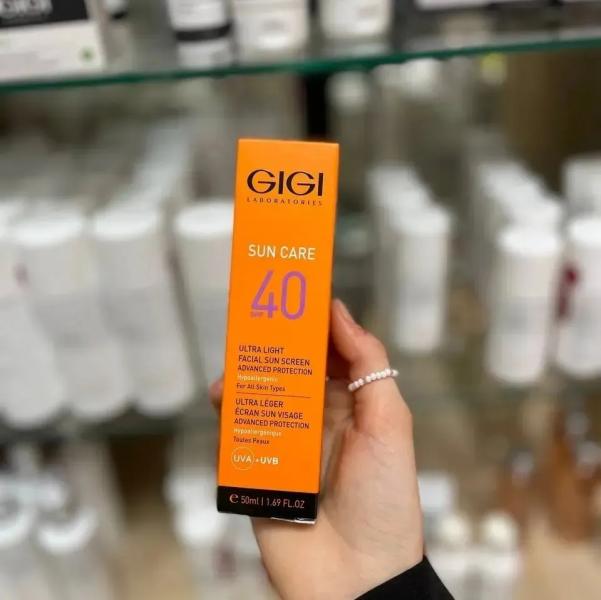 GIGI
GIGI
LABORATORIES
SUN CARE
40
SPF
ULTRA LIGHT
FACIAL SUN SCREEN
ADVANCED PROTECTION
Hypoallergenic
For All Skin Types
ULTRA LÉGER
ÉCRAN SUN VISAGE
ADVANCED PROTECTION
Hypoallergénique
Toutes Peaux
UVA + UVB
e 50ml | 1.69 FL.OZ